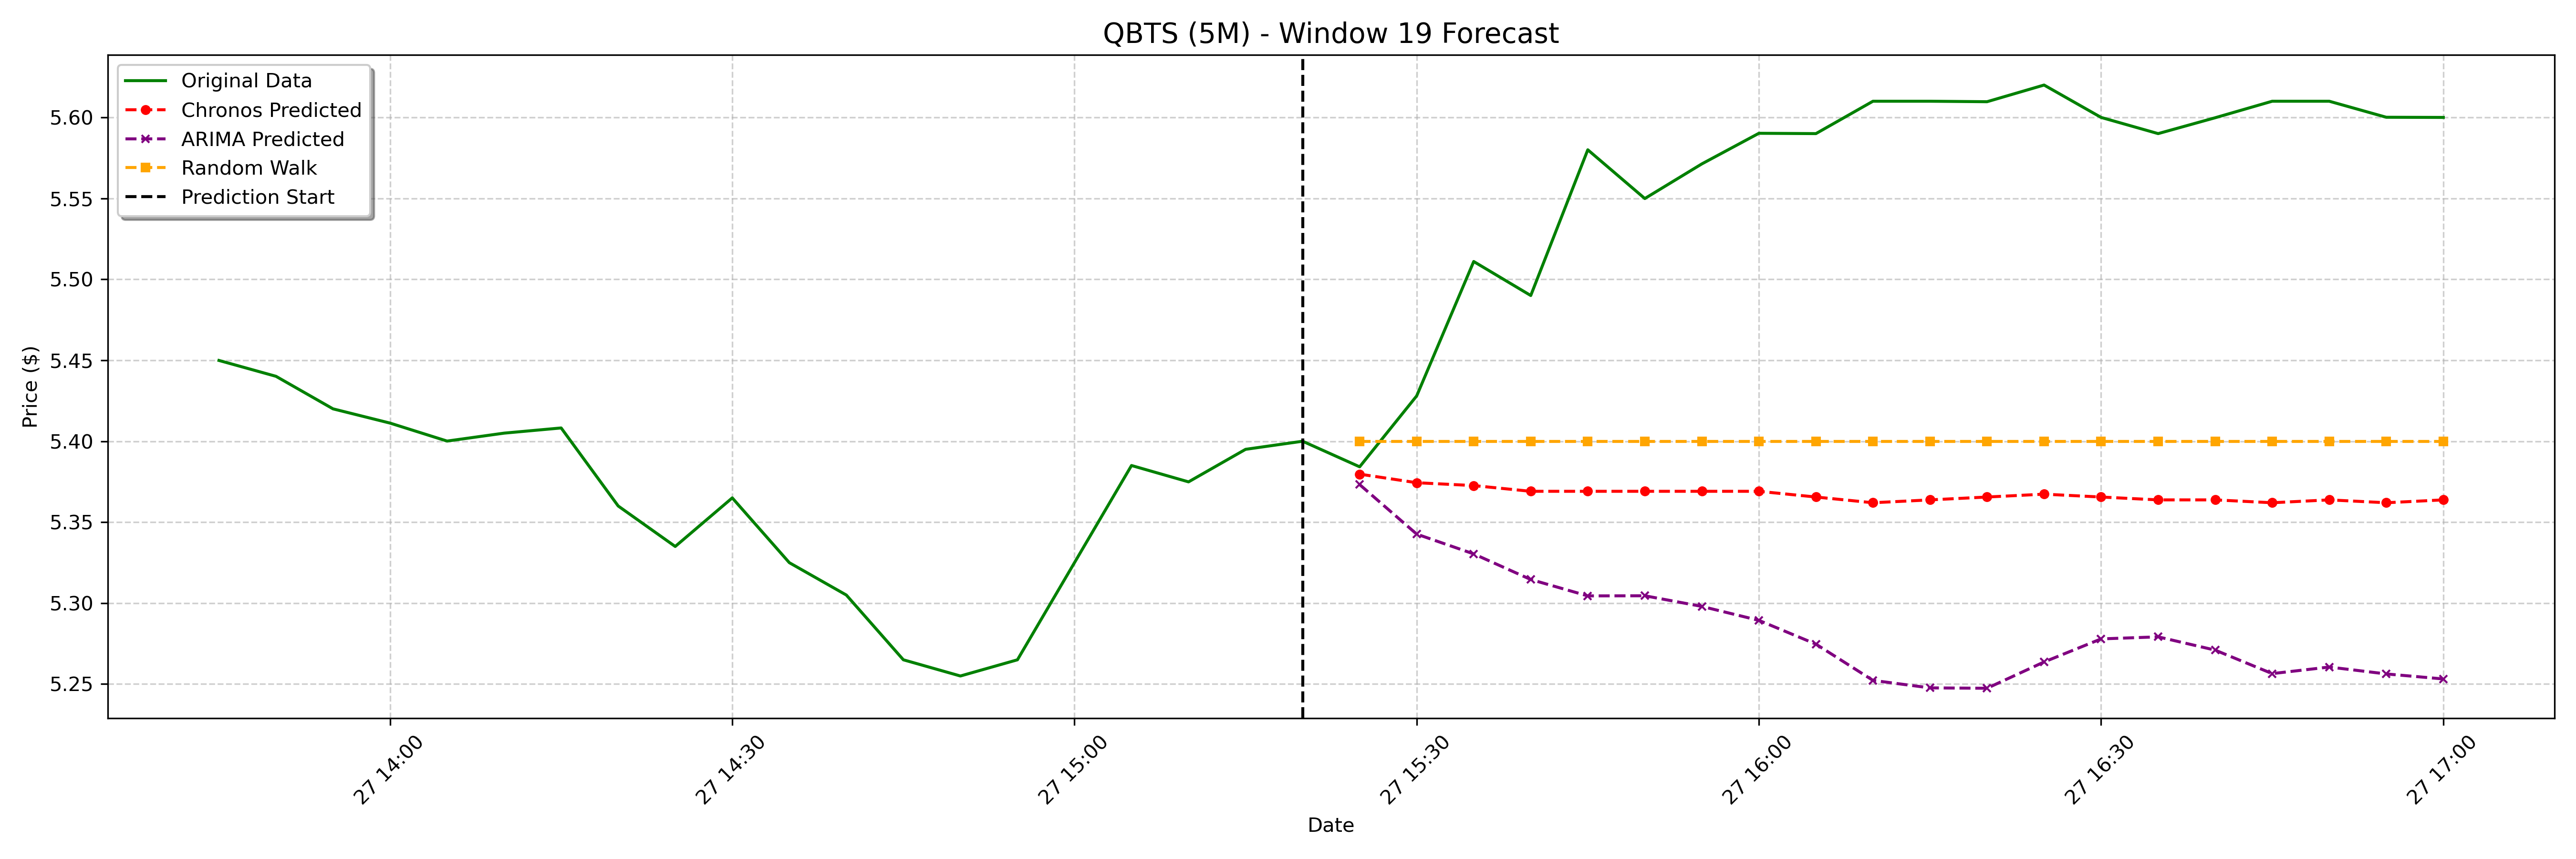 QBTS (5M) - Window 19 Forecast
Original Data
Chronos Predicted
ARIMA Predicted
Random Walk
Prediction Start
Price ($)
5.60
5.55
5.50
5.45
5.40
5.35
5.30
5.25
27 14:00
27 14:30
27 15:00
27 15:30
27 16:00
27 16:30
27 17:00
Date